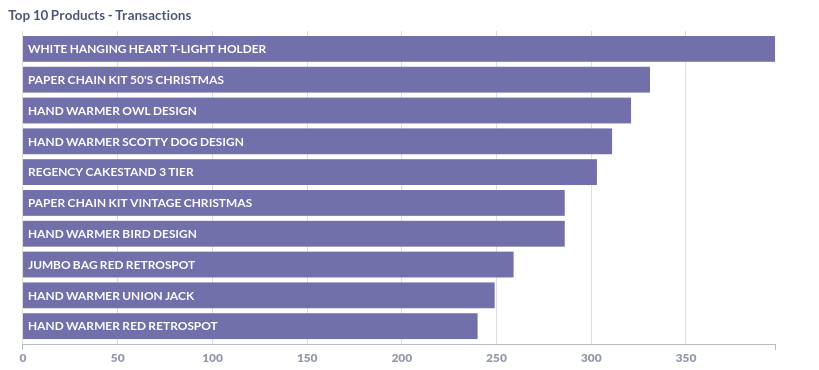 Top 10 Products - Transactions
WHITE HANGING HEART T-LIGHT HOLDER
PAPER CHAIN KIT 50'S CHRISTMAS
HAND WARMER OWL DESIGN
HAND WARMER SCOTTY DOG DESIGN
REGENCY CAKESTAND 3 TIER
PAPER CHAIN KIT VINTAGE CHRISTMAS
HAND WARMER BIRD DESIGN
JUMBO BAG RED RETROSPOT
HAND WARMER UNION JACK
HAND WARMER RED RETROSPOT
0 50 100 150 200 250 300 350